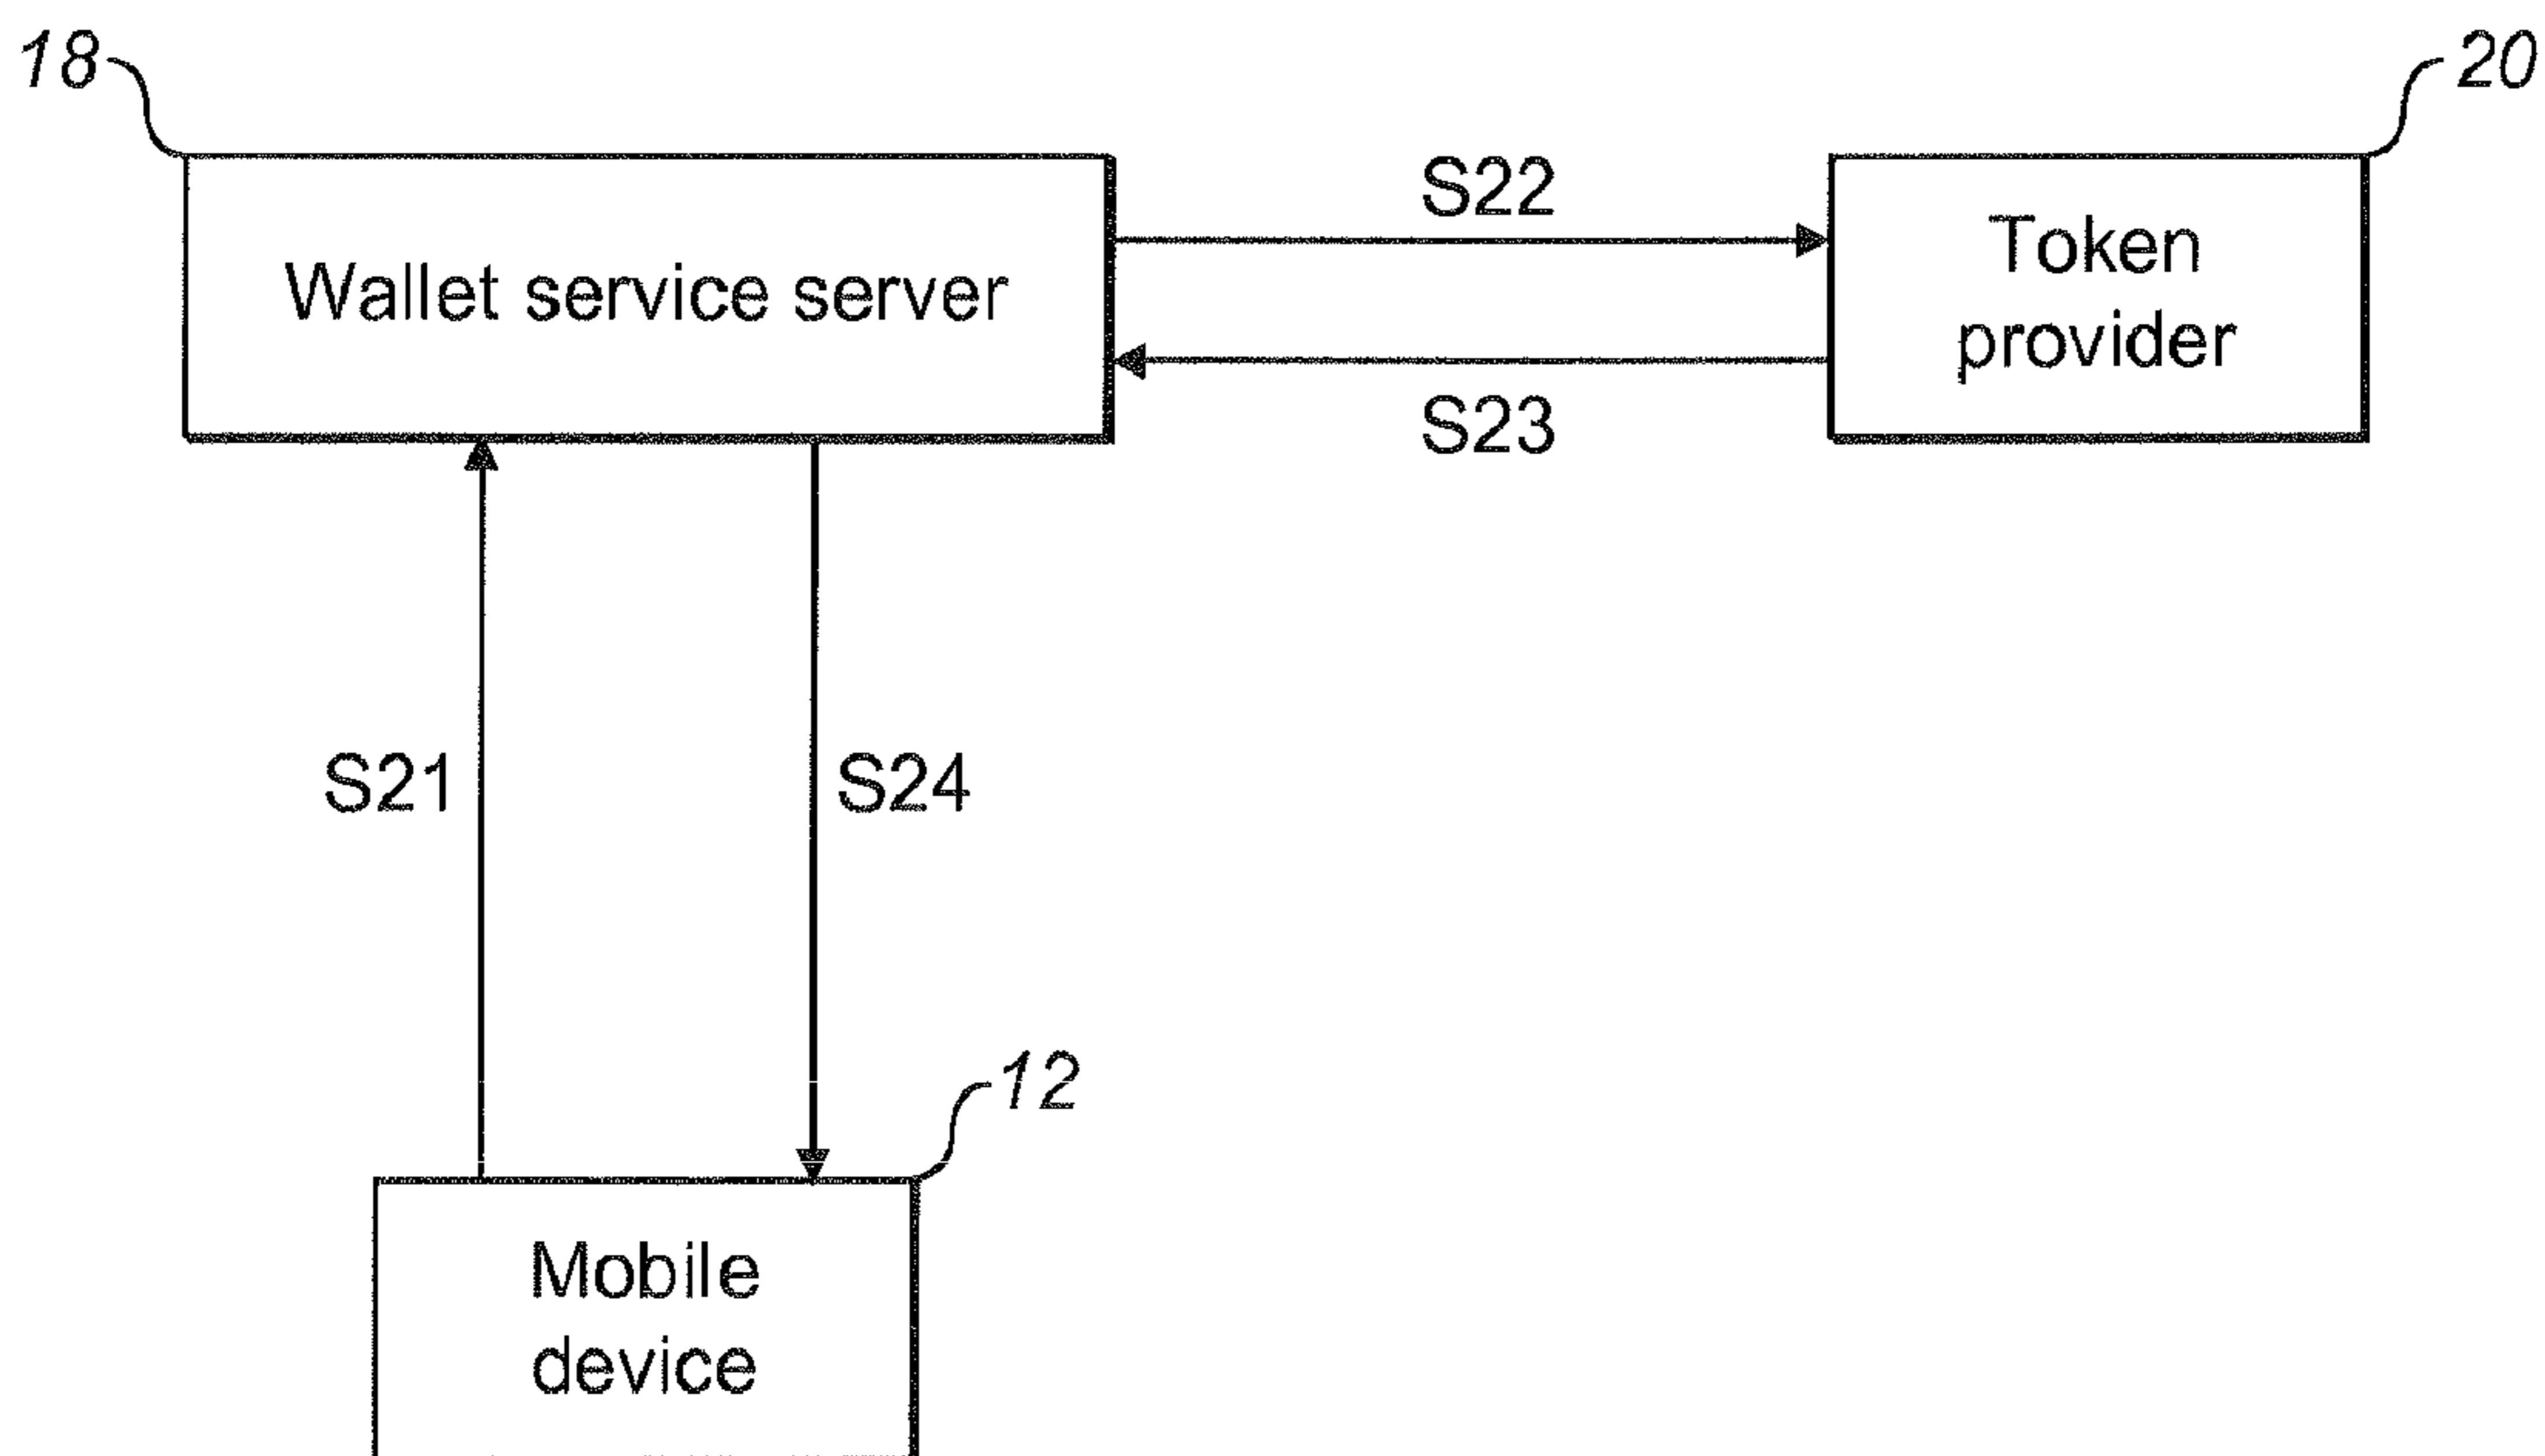 18
20
S22
Token
Wallet service server
provider
S23
S21
S24
12
Mobile
device